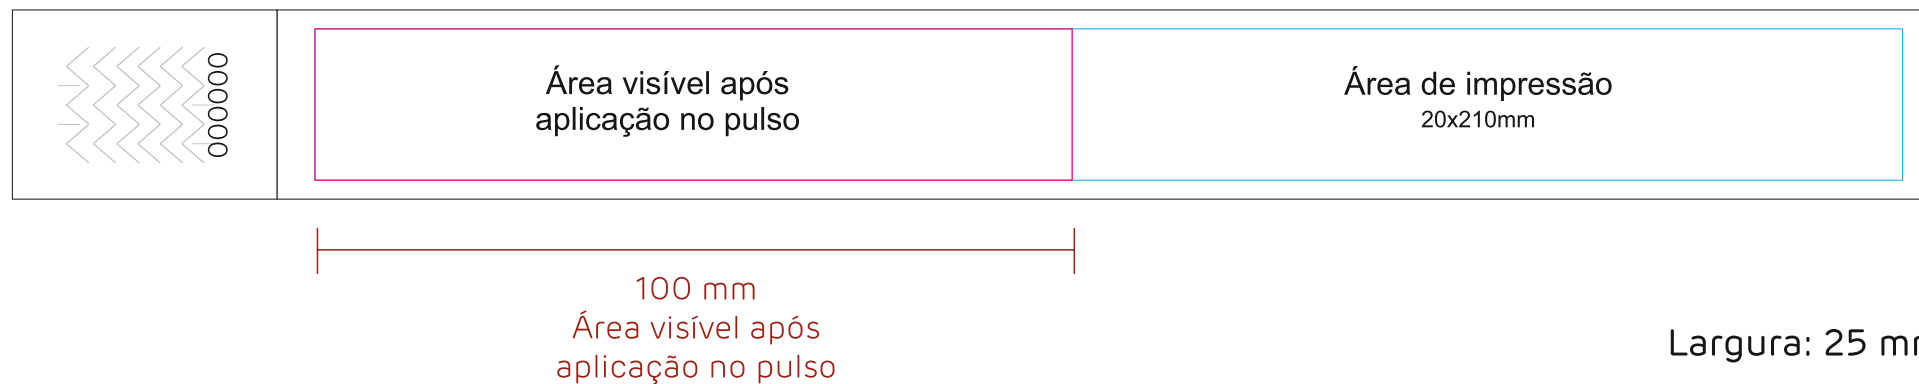 000000
Área visível após
aplicação no pulso
Área de impressão
20x210mm
100 mm
Área visível após
aplicação no pulso
Largura: 25 m